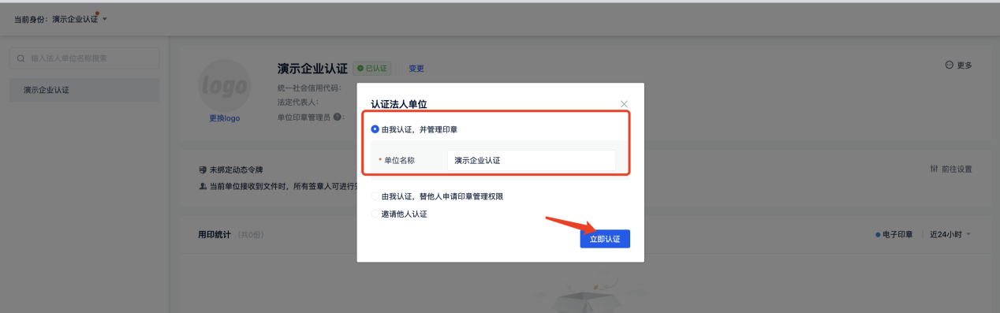 当前身份：演示企业认证
输入法人单位名称搜索
演示企业认证
logo
更换logo
演示企业认证 已认证 变更
统一社会信用代码：
法定代表人：
单位印章管理员 ? ：
更多
认证法人单位
由我认证，并管理印章
* 单位名称 演示企业认证
由我认证，替他人申请印章管理权限
邀请他人认证
立即认证
未绑定动态令牌
前往设置
当前单位接收到文件时，所有签章人可进行
用印统计 （共0份）
电子印章 近24小时